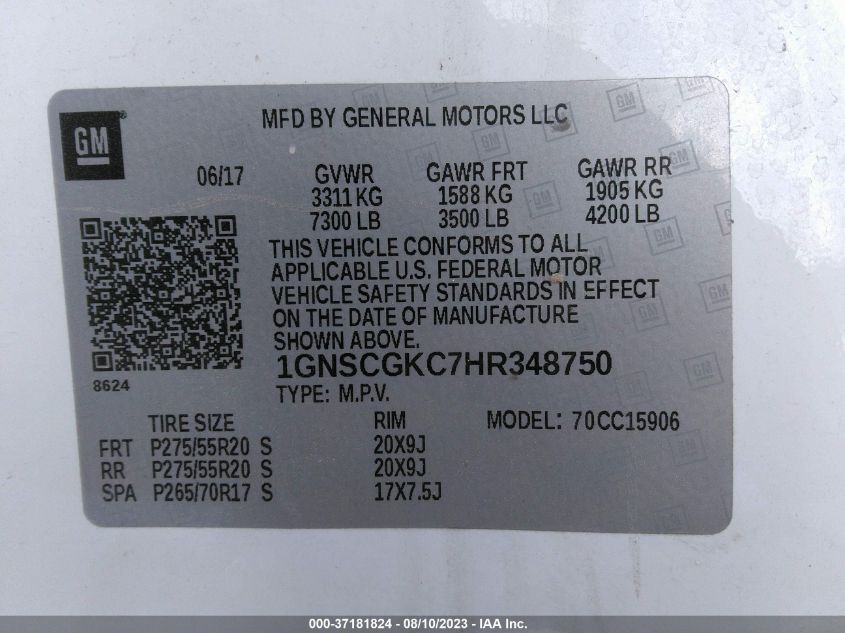 GM
MFD BY GENERAL MOTORS LLC
06/17 GVWR GAWR FRT GAWR RR
3311 KG 1588 KG 1905 KG
7300 LB 3500 LB 4200 LB
THIS VEHICLE CONFORMS TO ALL
APPLICABLE U.S. FEDERAL MOTOR
VEHICLE SAFETY STANDARDS IN EFFECT
ON THE DATE OF MANUFACTURE
SHOWN ABOVE.
1GNSCGKC7HR348750
8624
TYPE: M.P.V.
TIRE SIZE RIM MODEL: 70CC15906
FRT P275/55R20 S 20X9J
RR P275/55R20 S 20X9J
SPA P265/70R17 S 17X7.5J
000-37181824 - 08/10/2023 - IAA Inc.